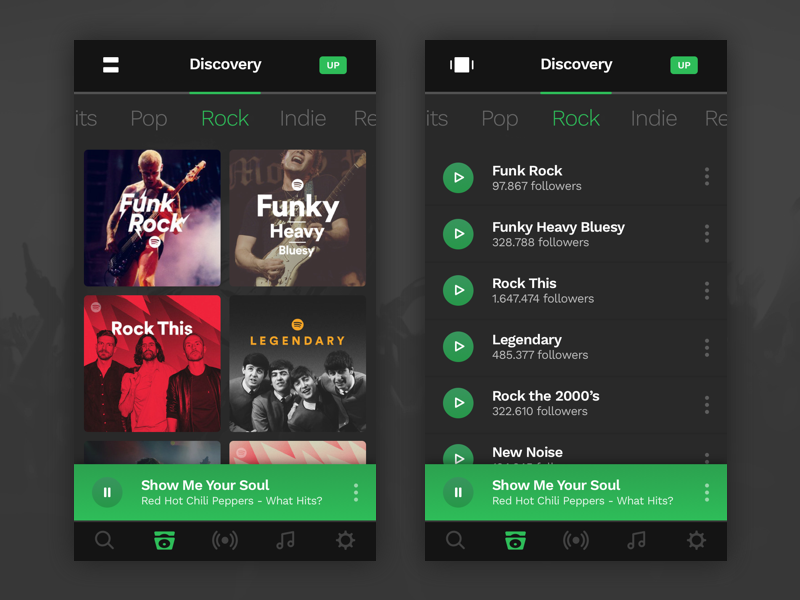 Discovery
UP
its Pop Rock Indie Re
Funk
Rock
Funky
Heavy
Bluesy
Rock This
LEGENDARY
Show Me Your Soul
Red Hot Chili Peppers - What Hits?
Discovery
UP
its Pop Rock Indie Re
Funk Rock
97.867 followers
Funky Heavy Bluesy
328.788 followers
Rock This
1.647.474 followers
Legendary
485.377 followers
Rock the 2000's
322.610 followers
New Noise
Show Me Your Soul
Red Hot Chili Peppers - What Hits?